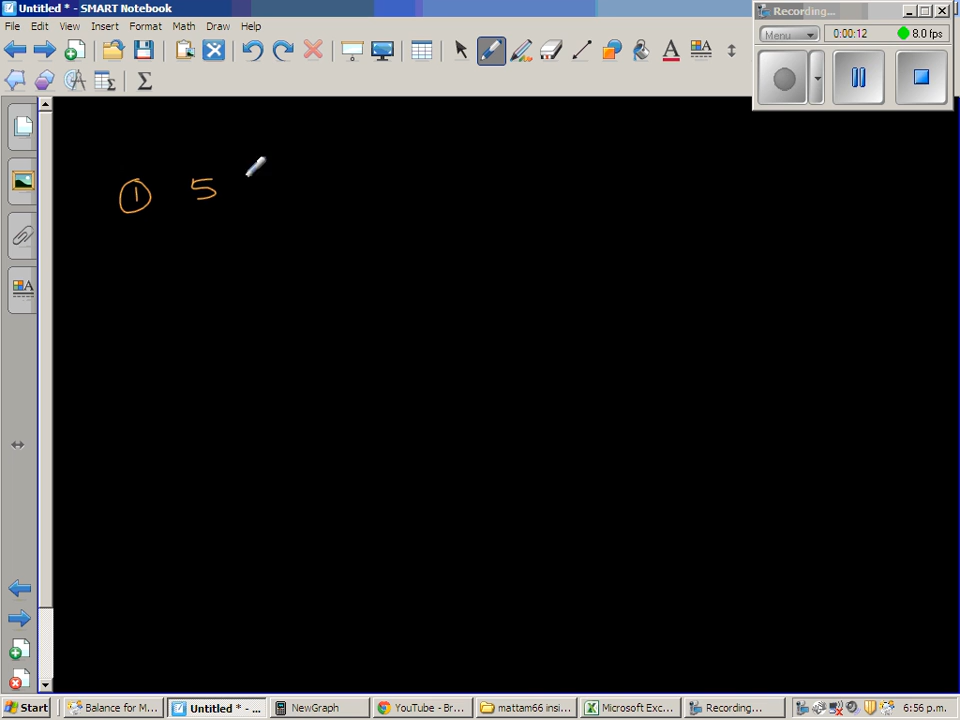 Untitled * - SMART Notebook
File Edit View Insert Format Math Draw Help
Recording...
Menu 0:00:12 8.0 fps
① 5
Start Balance for M... Untitled * - ... NewGraph YouTube - Br... mattam66 insi... Microsoft Exc... Recording... 6:56 p.m.